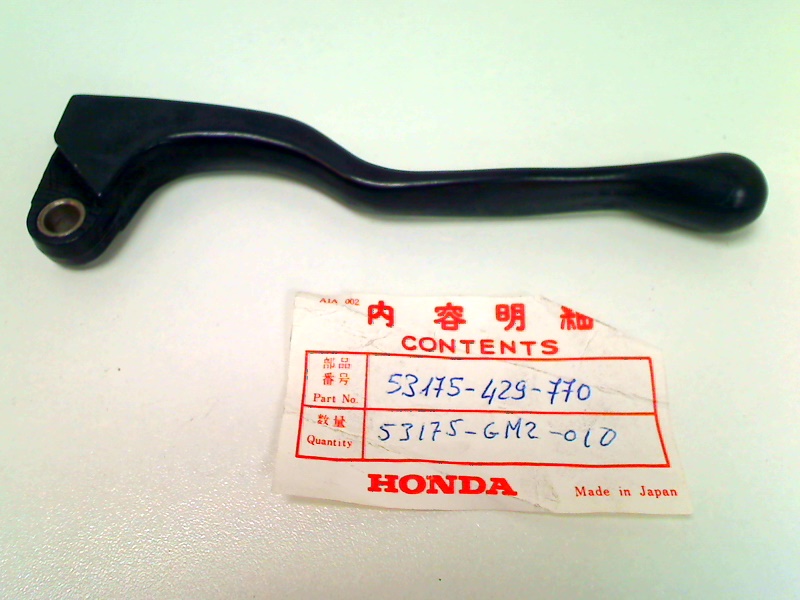 A1A 002
内容明細
CONTENTS
部品
番号
Part No.
53175-429-770
数量
Quantity
53175-GM2-010
HONDA
Made in Japan